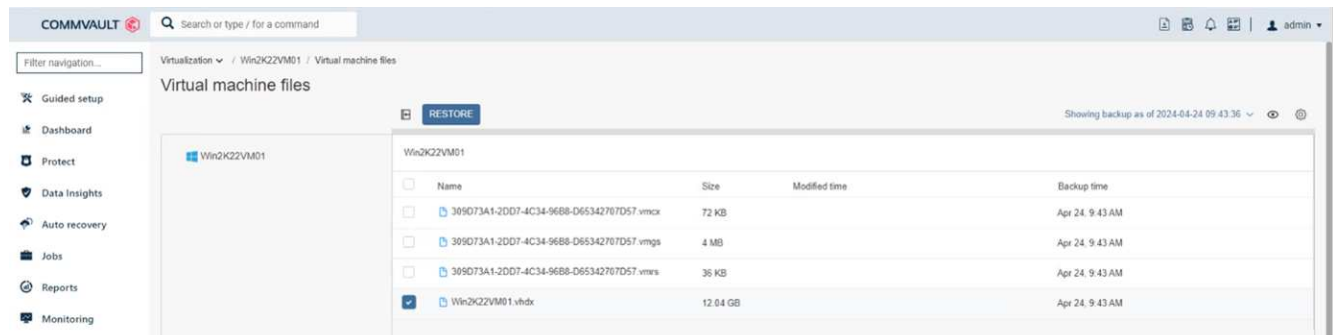 COMMVAULT Search or type / for a command admin
Filter navigation...
Virtualization / Win2K22VM01 / Virtual machine files
Virtual machine files
Guided setup
Dashboard
Protect
Data Insights
Auto recovery
Jobs
Reports
Monitoring
RESTORE Showing backup as of 2024-04-24 09:43:36
Win2K22VM01
Win2K22VM01
Name Size Modified time Backup time
309D73A1-2DD7-4C34-96B8-D65342707D57.vmcx 72 KB Apr 24, 9:43 AM
309D73A1-2DD7-4C34-96B8-D65342707D57.vmgs 4 MB Apr 24, 9:43 AM
309D73A1-2DD7-4C34-96B8-D65342707D57.vmrs 36 KB Apr 24, 9:43 AM
Win2K22VM01.vhdx 12.04 GB Apr 24, 9:43 AM